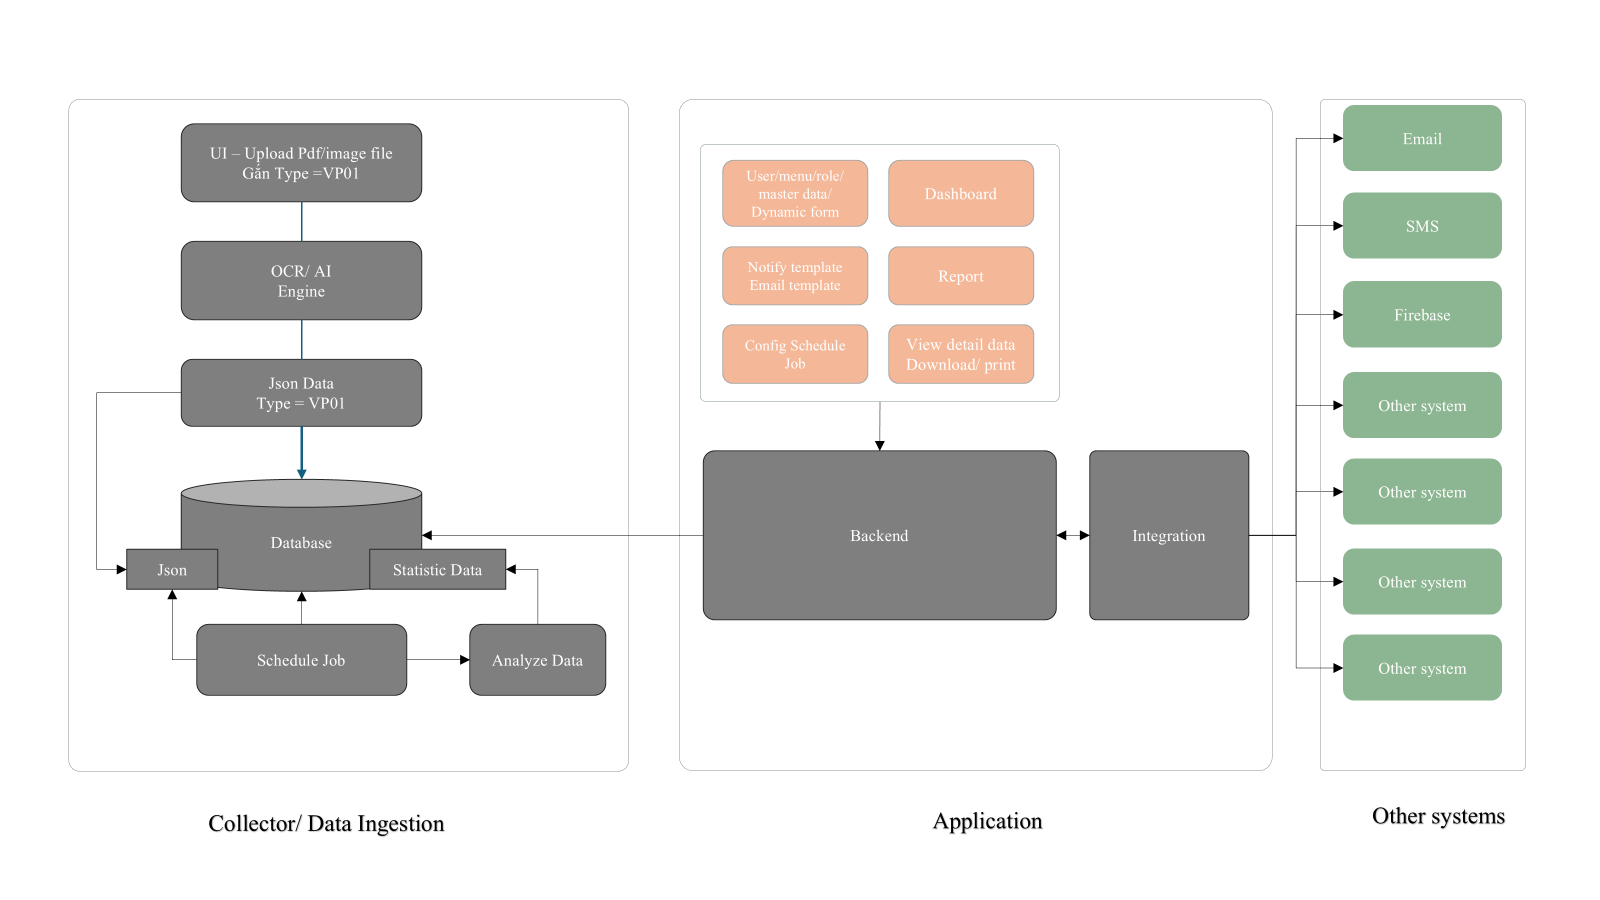 UI – Upload Pdf/image file
Gắn Type =VP01
OCR/ AI
Engine
Json Data
Type = VP01
Database
Json
Statistic Data
Schedule Job
Analyze Data
Collector/ Data Ingestion
User/menu/role/
master data/
Dynamic form
Dashboard
Notify template
Email template
Report
Config Schedule
Job
View detail data
Download/ print
Backend
Integration
Application
Email
SMS
Firebase
Other system
Other system
Other system
Other system
Other systems